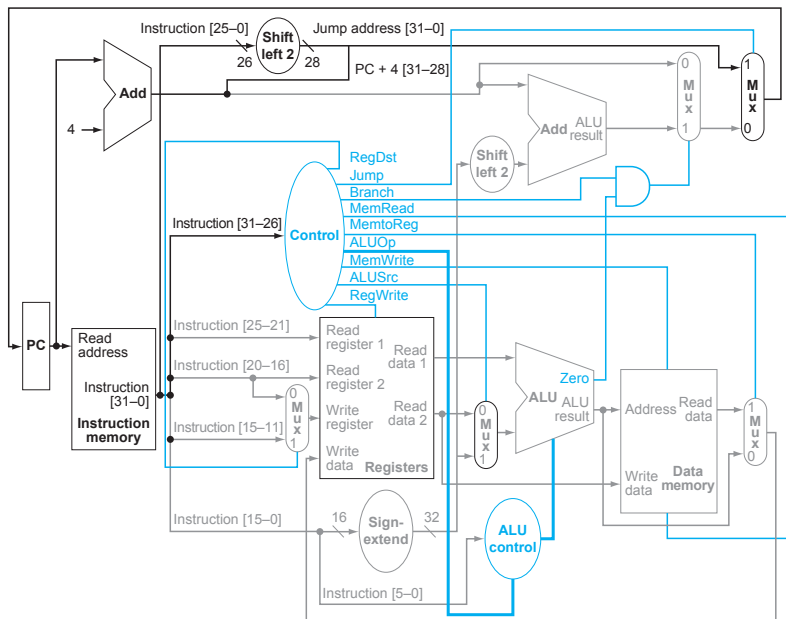 Instruction [25–0]
Jump address [31–0]
Shift
left 2
26
28
PC + 4 [31–28]
Add
4
0
M
u
x
1
1
M
u
x
0
Add
ALU
result
Shift
left 2
RegDst
Jump
Branch
MemRead
MemtoReg
ALUOp
MemWrite
ALUSrc
RegWrite
Control
Instruction [31–26]
PC
Read
address
Instruction
[31–0]
Instruction
memory
Instruction [25–21]
Instruction [20–16]
Instruction [15–11]
0
M
u
x
1
Read
register 1
Read
register 2
Write
register
Write
data
Read
data 1
Read
data 2
Registers
0
M
u
x
1
Zero
ALU
ALU
result
Address
Read
data
Write
data
Data
memory
1
M
u
x
0
Instruction [15–0]
16
Sign-
extend
32
ALU
control
Instruction [5–0]